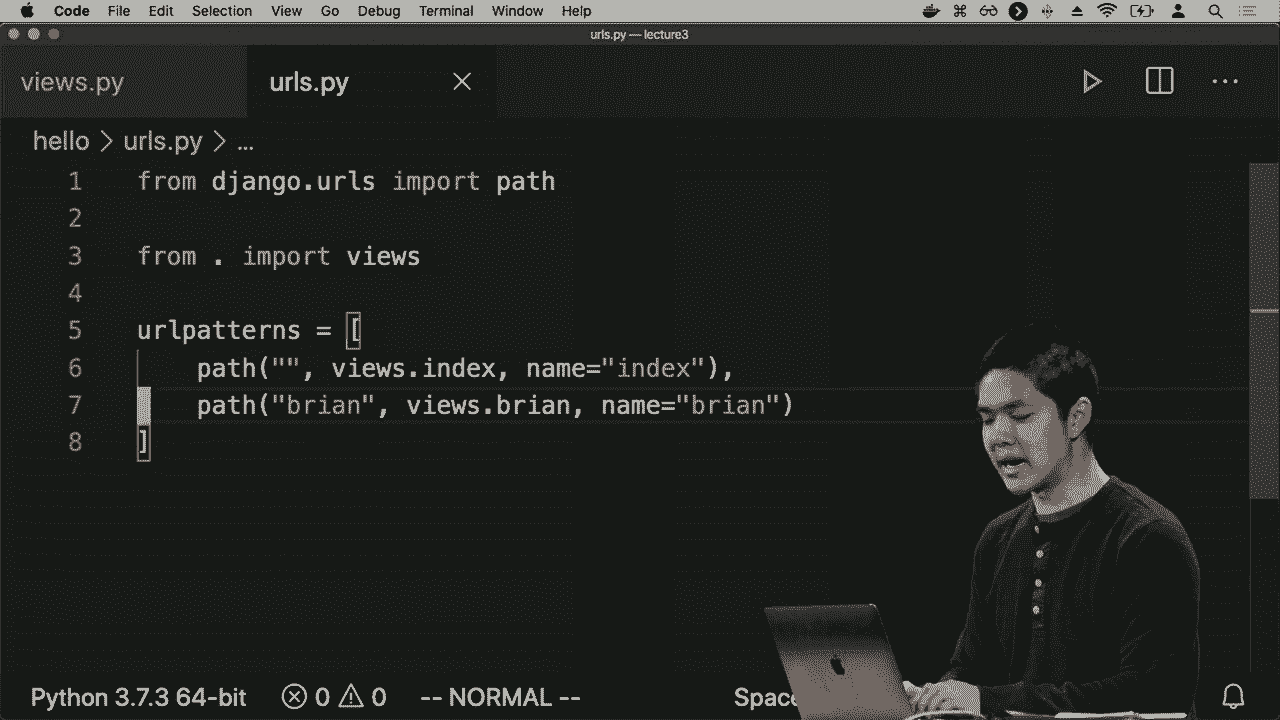 Code File Edit Selection View Go Debug Terminal Window Help
urls.py — lecture3
views.py urls.py
hello > urls.py > ...
1 from django.urls import path
2
3 from . import views
4
5 urlpatterns = [
6 path("", views.index, name="index"),
7 path("brian", views.brian, name="brian")
8 ]
Python 3.7.3 64-bit 0 0 -- NORMAL --